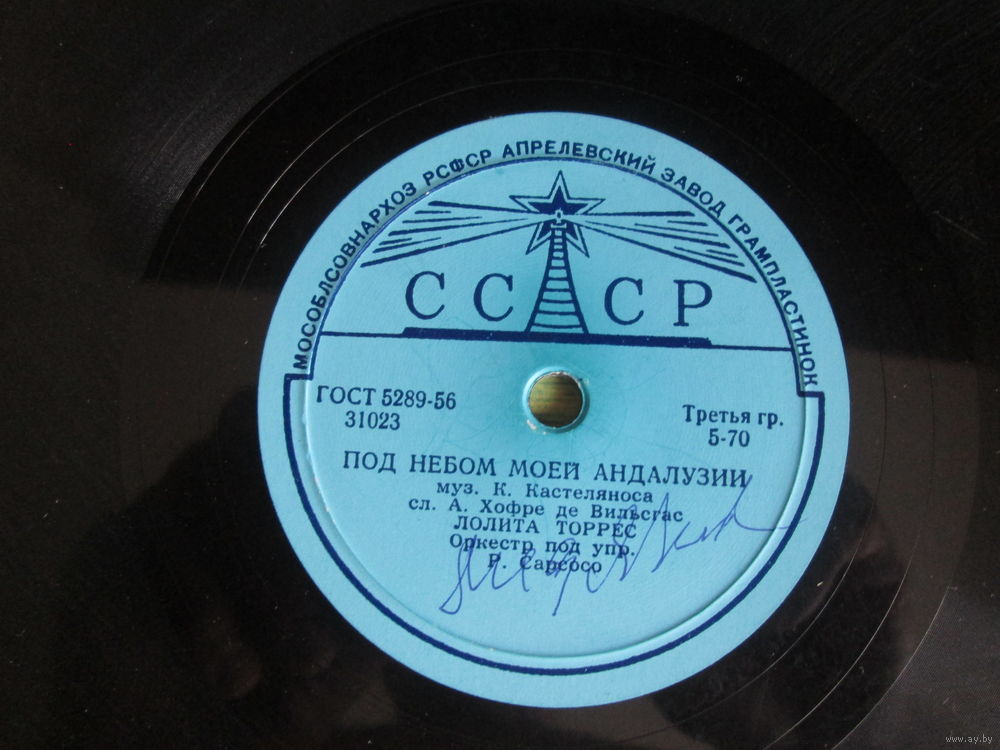 МОСОБЛСОВНАРХОЗ РСФСР АПРЕЛЕВСКИЙ ЗАВОД ГРАМПЛАСТИНОК
СССР
ГОСТ 5289-56
31023
Третья гр.
5-70
ПОД НЕБОМ МОЕЙ АНДАЛУЗИИ
муз. К. Кастеляноса
сл. А. Хофре де Вильсгас
ЛОЛИТА ТОРРЕС
Оркестр под упр.
Р. Сарсосо
www.ay.by